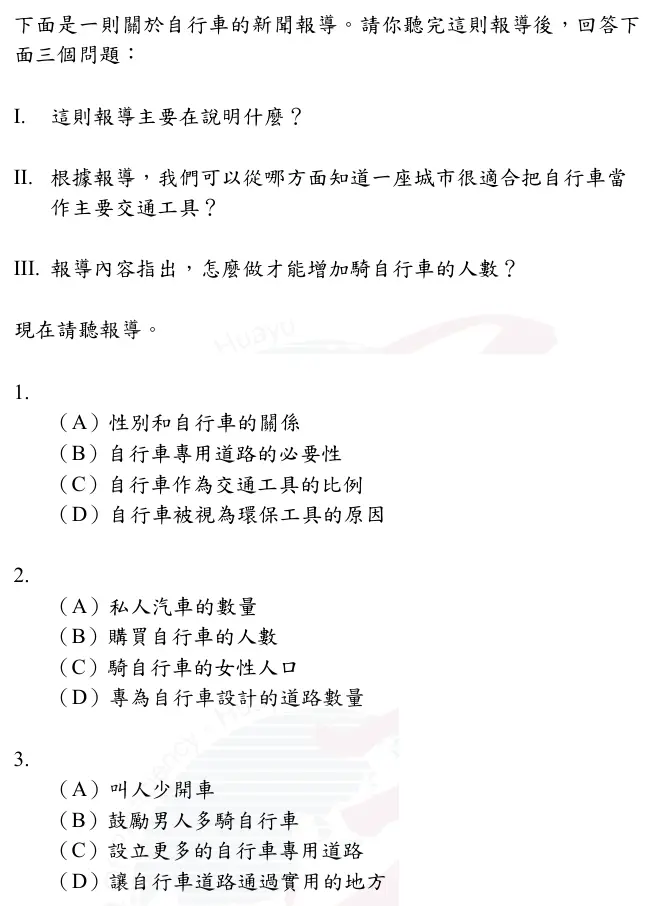 下面是一則關於自行車的新聞報導。請你聽完這則報導後，回答下
面三個問題：
I. 這則報導主要在說明什麼？
II. 根據報導，我們可以從哪方面知道一座城市很適合把自行車當
作主要交通工具？
III. 報導內容指出，怎麼做才能增加騎自行車的人數？
現在請聽報導。
Huayu
1.
（A）性別和自行車的關係
（B）自行車專用道路的必要性
（C）自行車作為交通工具的比例
（D）自行車被視為環保工具的原因
2.
（A）私人汽車的數量
（B）購買自行車的人數
（C）騎自行車的女性人口
（D）專為自行車設計的道路數量
3.
（A）叫人少開車
（B）鼓勵男人多騎自行車
（C）設立更多的自行車專用道路
（D）讓自行車道路通過實用的地方